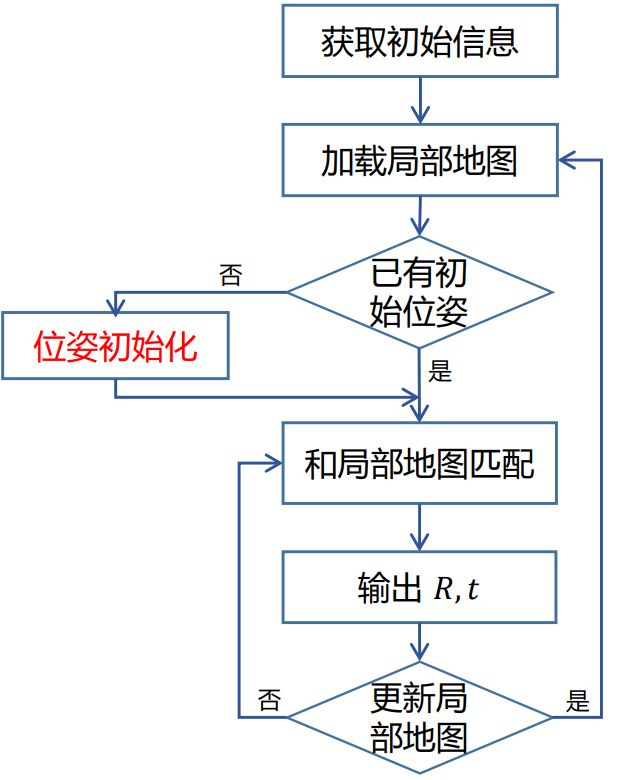 获取初始信息
加载局部地图
已有初
始位姿
否
位姿初始化
是
和局部地图匹配
输出 R, t
更新局
部地图
否
是